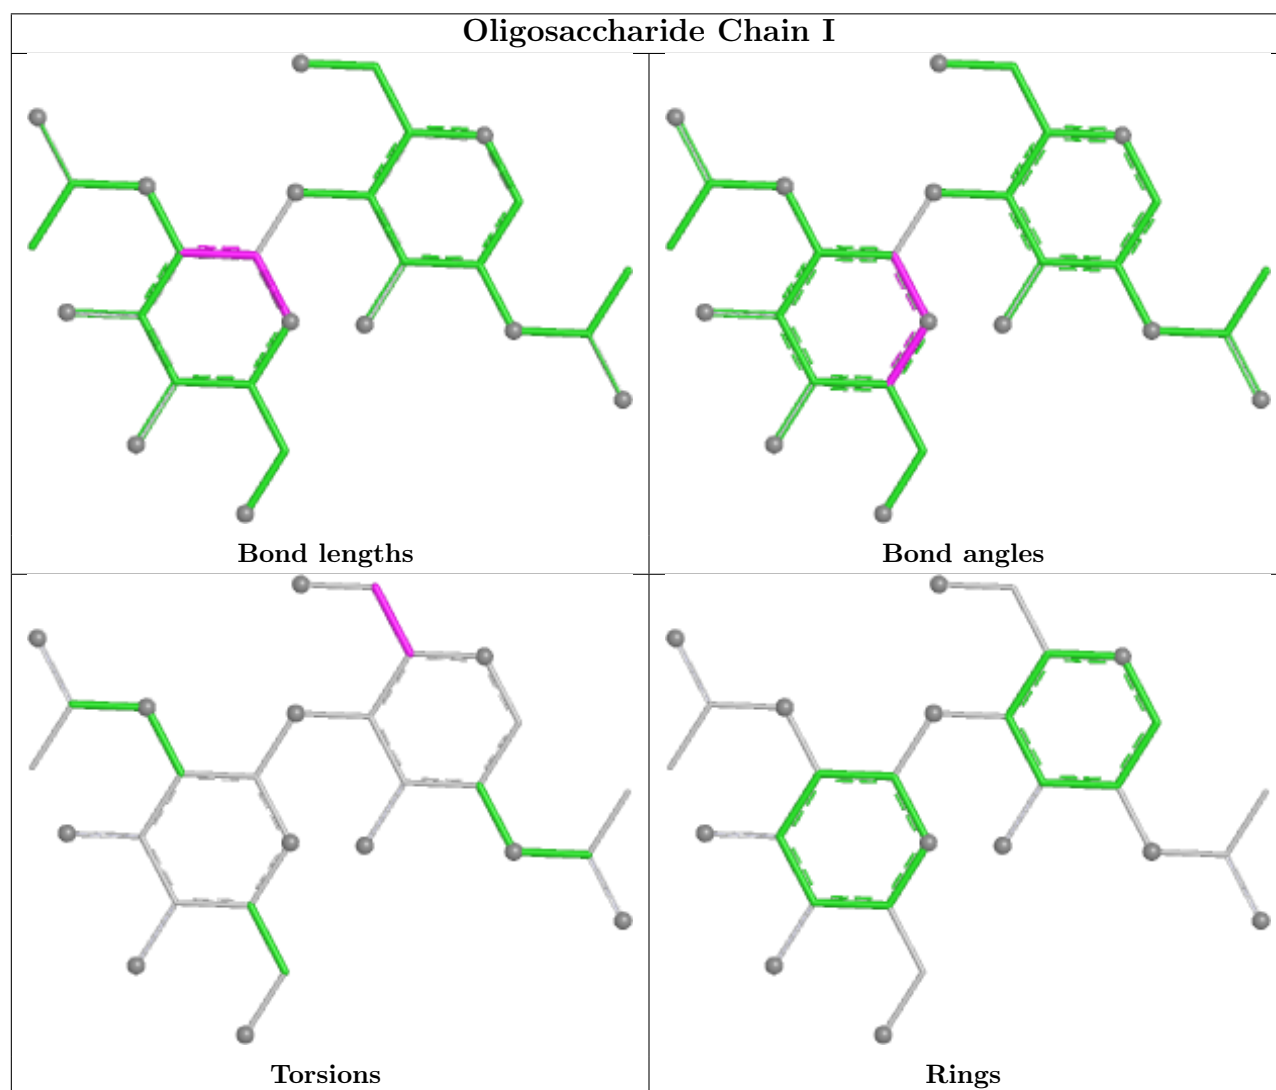 Oligosaccharide Chain I
Bond lengths
Bond angles
Torsions
Rings